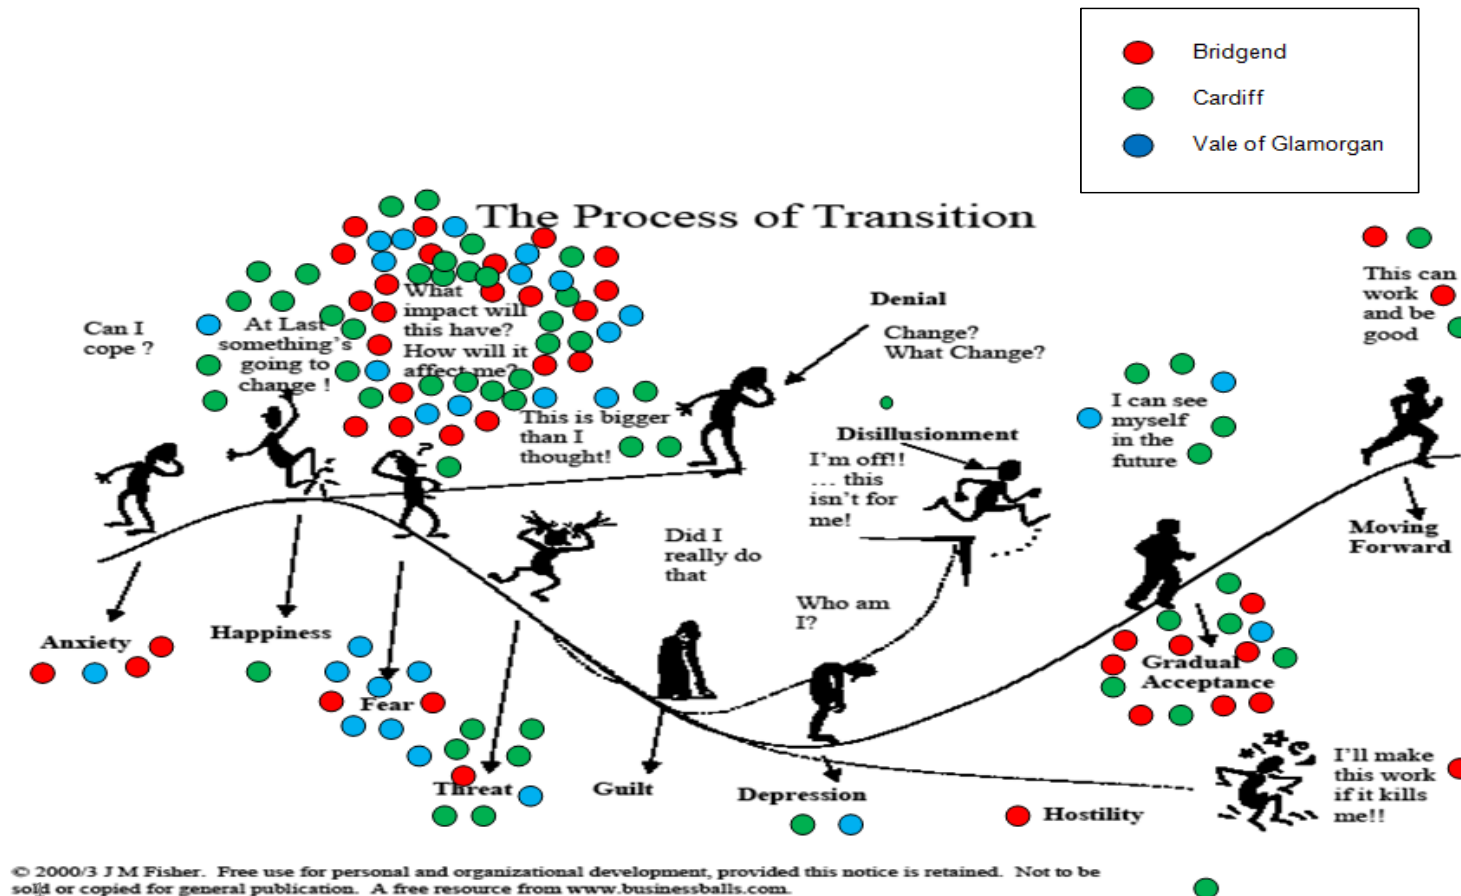 Bridgend
Cardiff
Vale of Glamorgan
The Process of Transition
Can I
cope ?
At Last
something's
going to
change !
What
impact will
this have?
How will it
affect me?
This is bigger
than I
thought!
Denial
Change?
What Change?
Disillusionment
I'm off!!
... this
isn't for
me!
I can see
myself
in the
future
This can
work
and be
good
Moving
Forward
Did I
really do
that
Who am
I?
Anxiety
Happiness
Fear
Threat
Guilt
Depression
Hostility
Gradual
Acceptance
I'll make
this work
if it kills
me!!
© 2000/3 J M Fisher.  Free use for personal and organizational development, provided this notice is retained.  Not to be
sold or copied for general publication.  A free resource from www.businessballs.com.